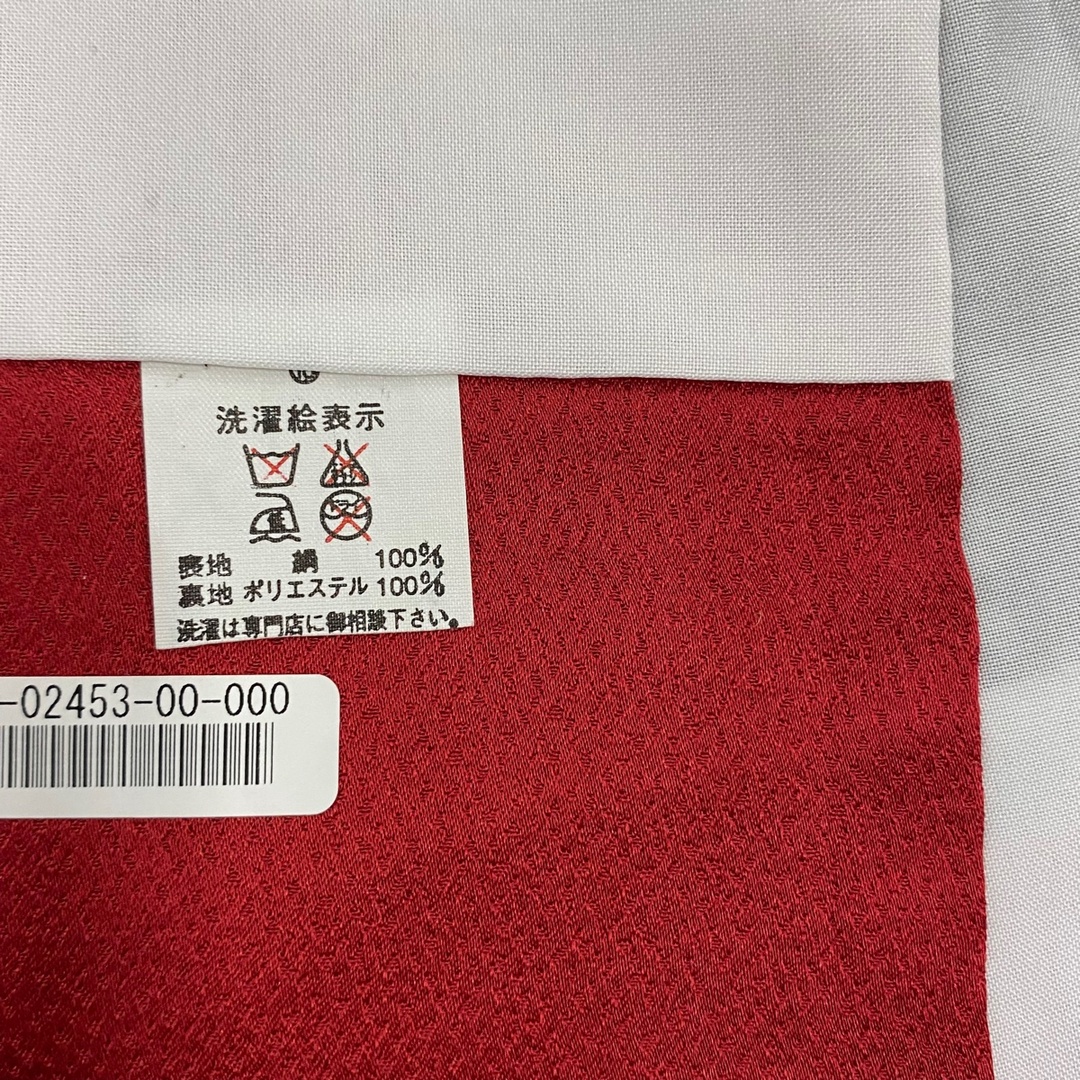 洗濯絵表示
表地 絹 100%
裏地 ポリエステル 100%
洗濯は専門店に御相談下さい。
-02453-00-000